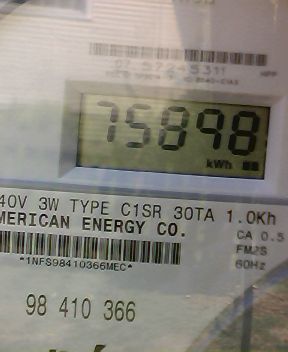 75898
kWh
40V 3W TYPE C1SR 30TA 1.0Kh
MERICAN ENERGY CO.
CA 0.5
FM2S
*1NFS98410366MEC*
60Hz
98 410 366